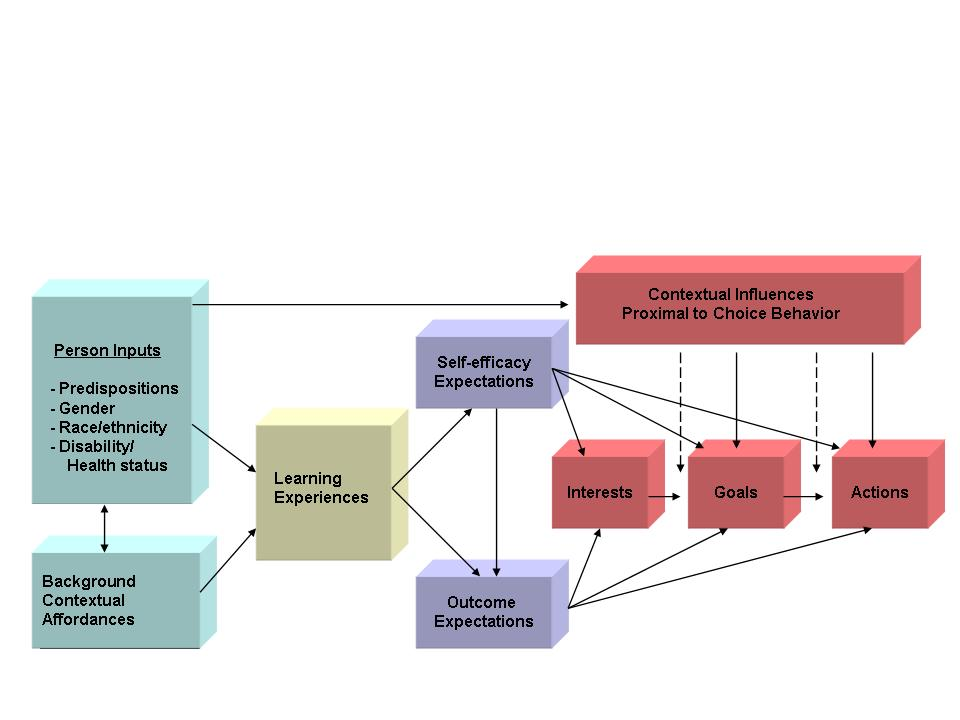 Contextual Influences
Proximal to Choice Behavior
Person Inputs
- Predispositions
- Gender
- Race/ethnicity
- Disability/
Health status
Self-efficacy
Expectations
Learning
Experiences
Interests
Goals
Actions
Background
Contextual
Affordances
Outcome
Expectations